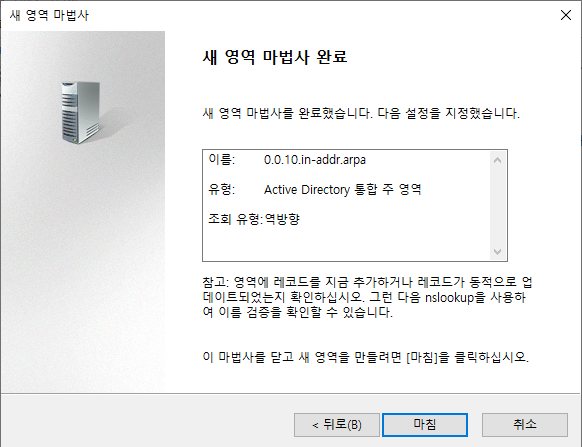 새 영역 마법사
새 영역 마법사 완료
새 영역 마법사를 완료했습니다. 다음 설정을 지정했습니다.
이름: 0.0.10.in-addr.arpa
유형: Active Directory 통합 주 영역
조회 유형:역방향
참고: 영역에 레코드를 지금 추가하거나 레코드가 동적으로 업
데이트되었는지 확인하십시오. 그런 다음 nslookup을 사용하
여 이름 검증을 확인할 수 있습니다.
이 마법사를 닫고 새 영역을 만들려면 [마침]을 클릭하십시오.
< 뒤로(B) 마침 취소